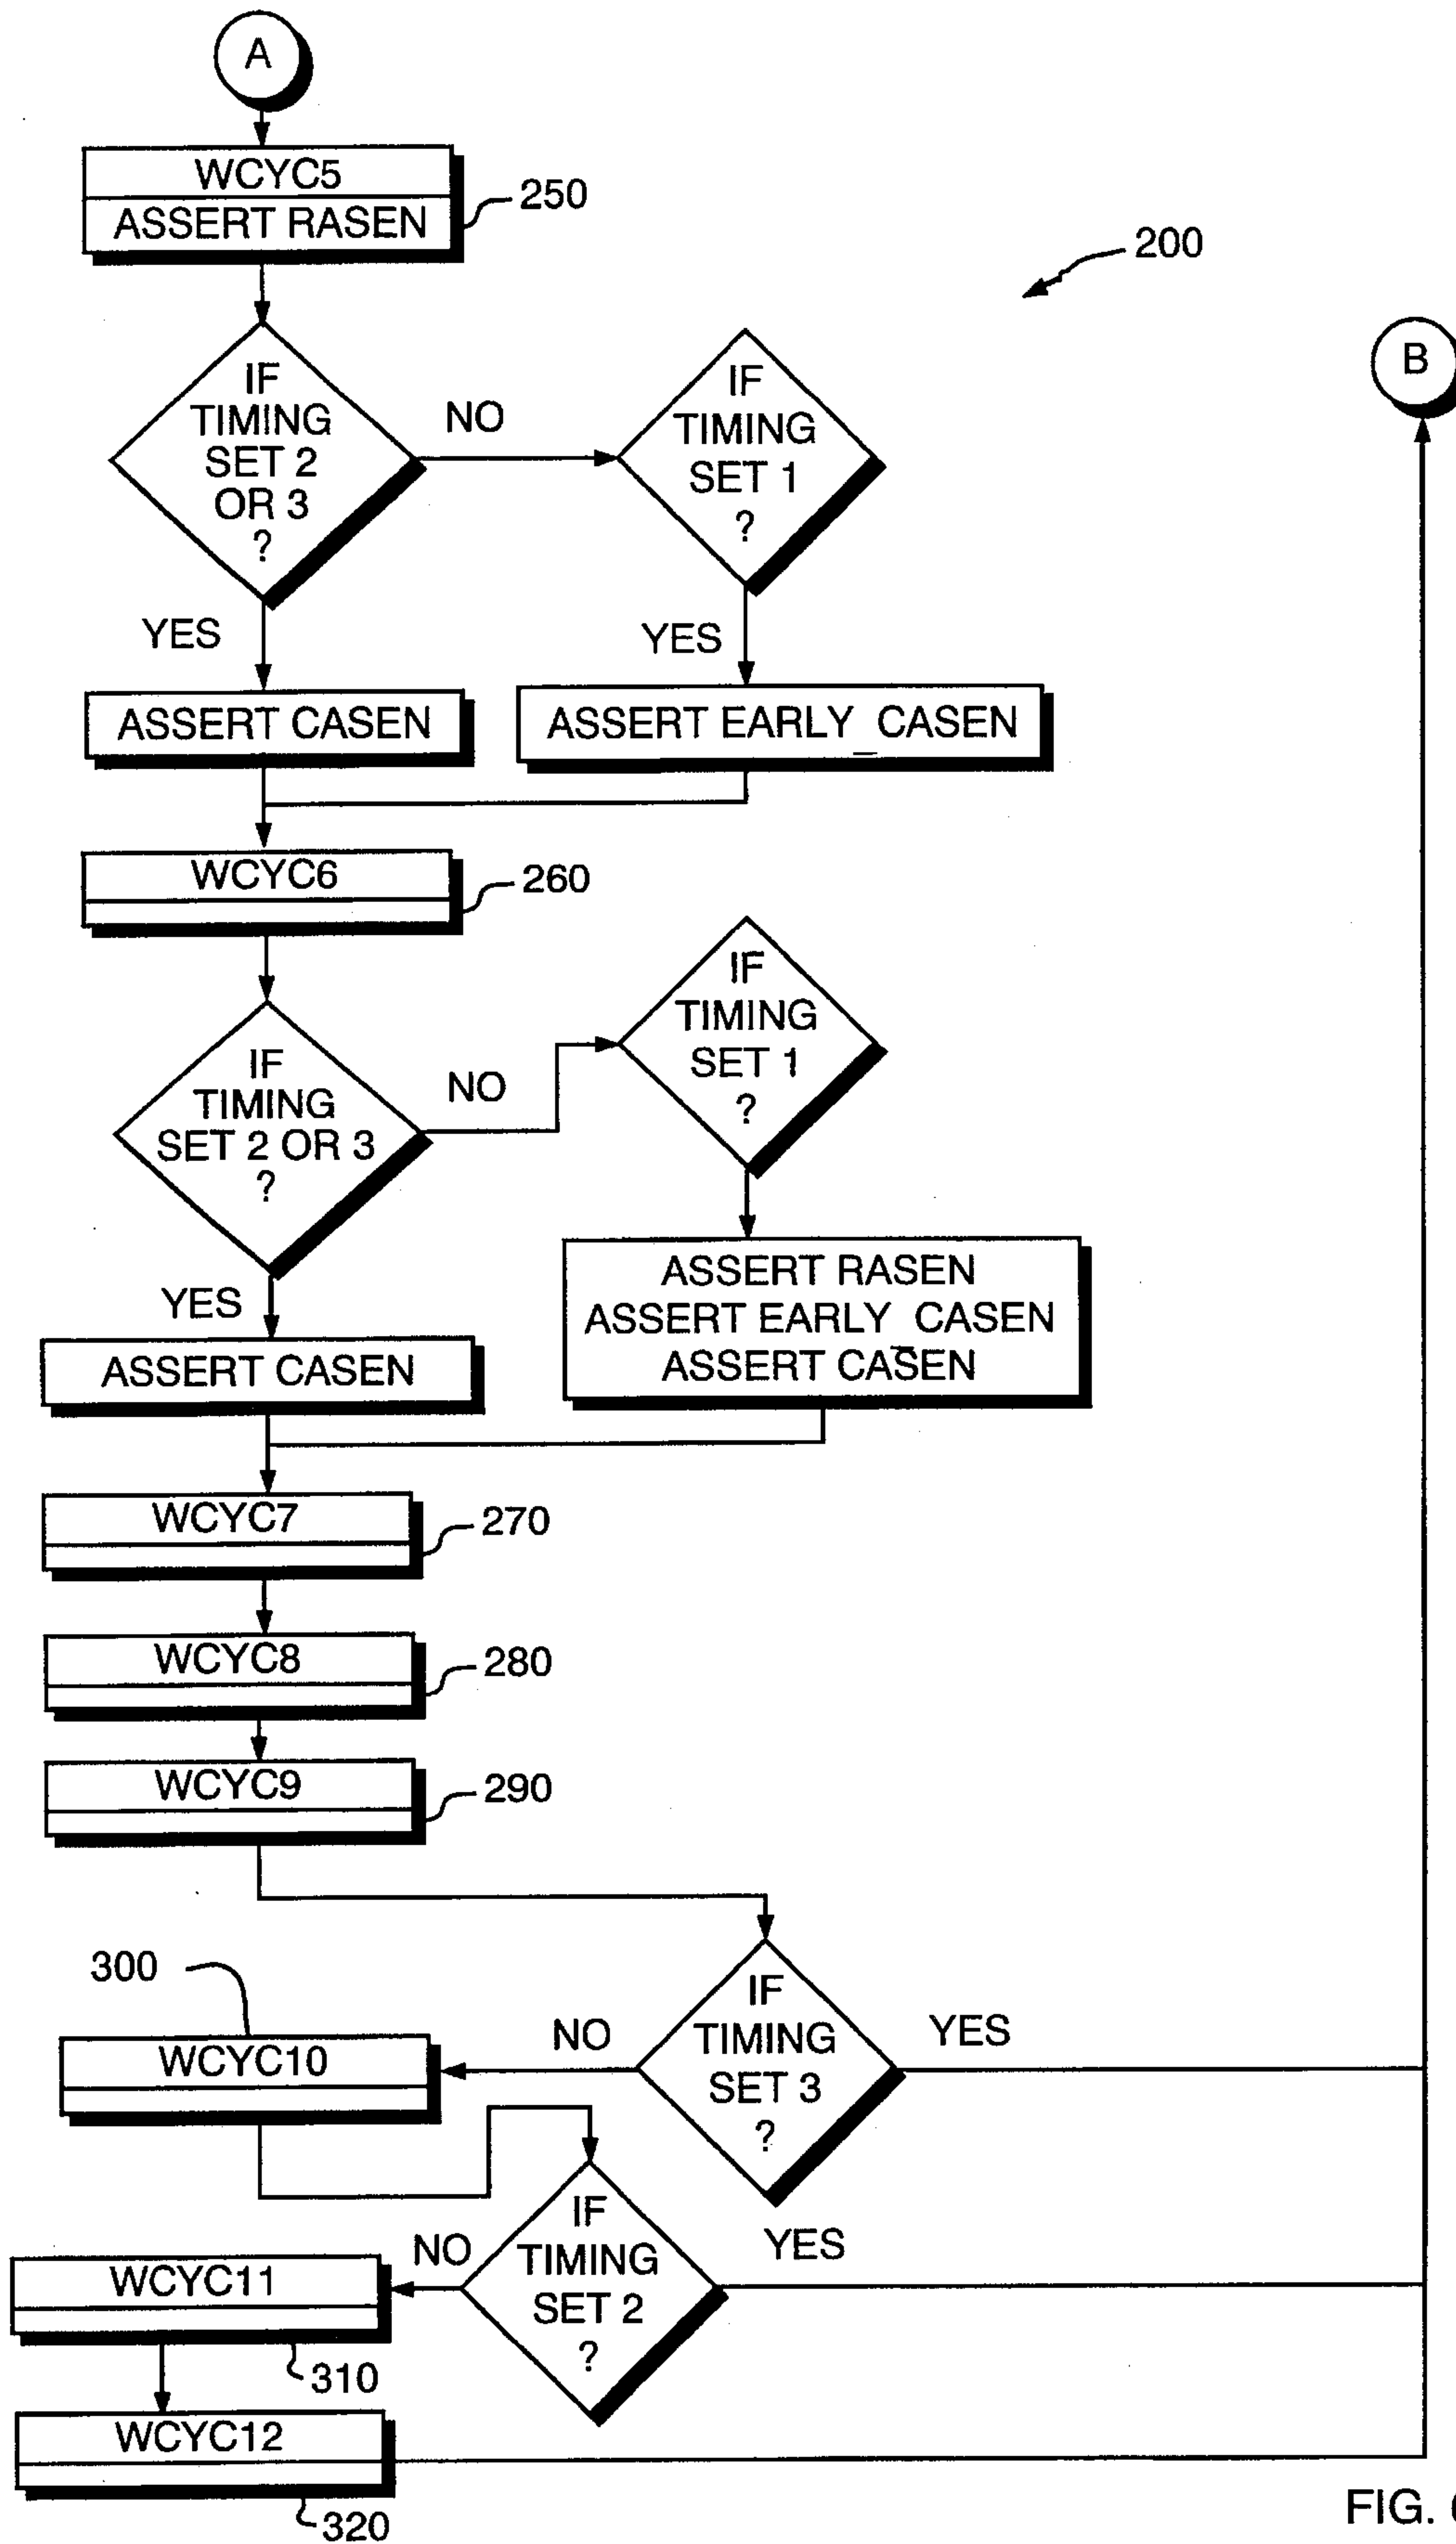 A
WCYC5
ASSERT RASEN
250
200
B
IF
TIMING
SET 2
OR 3
?
NO
IF
TIMING
SET 1
?
YES
YES
ASSERT CASEN
ASSERT EARLY_CASEN
WCYC6
260
IF
TIMING
SET 2 OR 3
?
NO
IF
TIMING
SET 1
?
YES
ASSERT RASEN
ASSERT EARLY_CASEN
ASSERT CASEN
ASSERT CASEN
WCYC7
270
WCYC8
280
WCYC9
290
300
WCYC10
NO
IF
TIMING
SET 3
?
YES
NO
IF
TIMING
SET 2
?
YES
WCYC11
310
WCYC12
320
FIG.